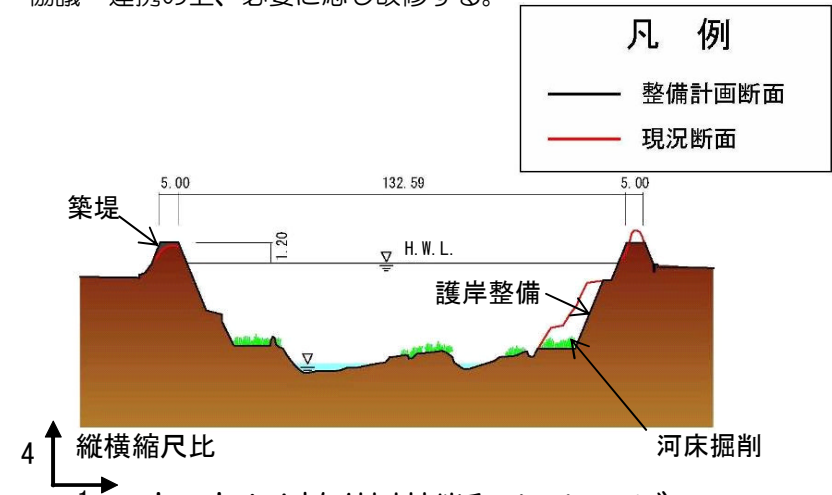 協議・連携の上、必要に応じ改修する。
凡 例
整備計画断面
現況断面
5.00 132.59 5.00
築堤
1.20
H.W.L.
護岸整備
河床掘削
4 縦横縮尺比
1